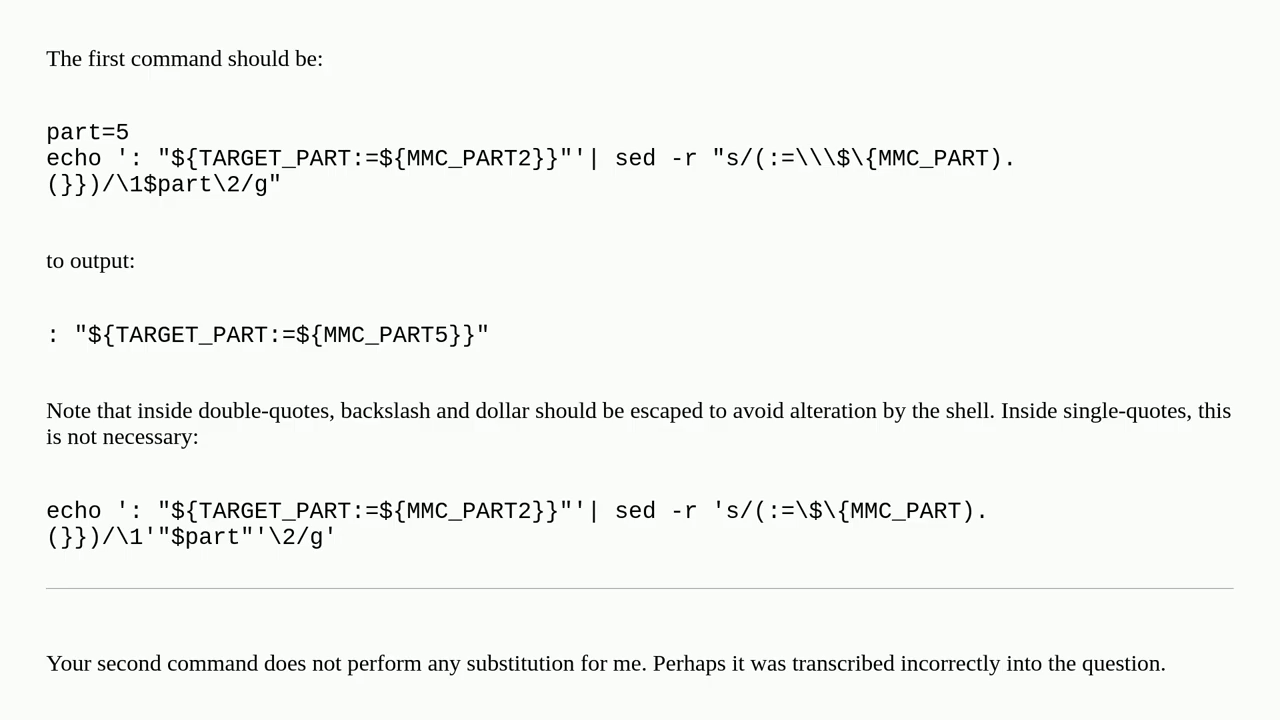 The first command should be:
part=5
echo ': "${TARGET_PART:=${MMC_PART2}}"'| sed -r "s/(:=\\\$\{MMC_PART).
(}})/\1$part\2/g"
to output:
: "${TARGET_PART:=${MMC_PART5}}"
Note that inside double-quotes, backslash and dollar should be escaped to avoid alteration by the shell. Inside single-quotes, this
is not necessary:
echo ': "${TARGET_PART:=${MMC_PART2}}"'| sed -r 's/(:=\$\{MMC_PART).
(}})/\1'"$part"'\2/g'
Your second command does not perform any substitution for me. Perhaps it was transcribed incorrectly into the question.